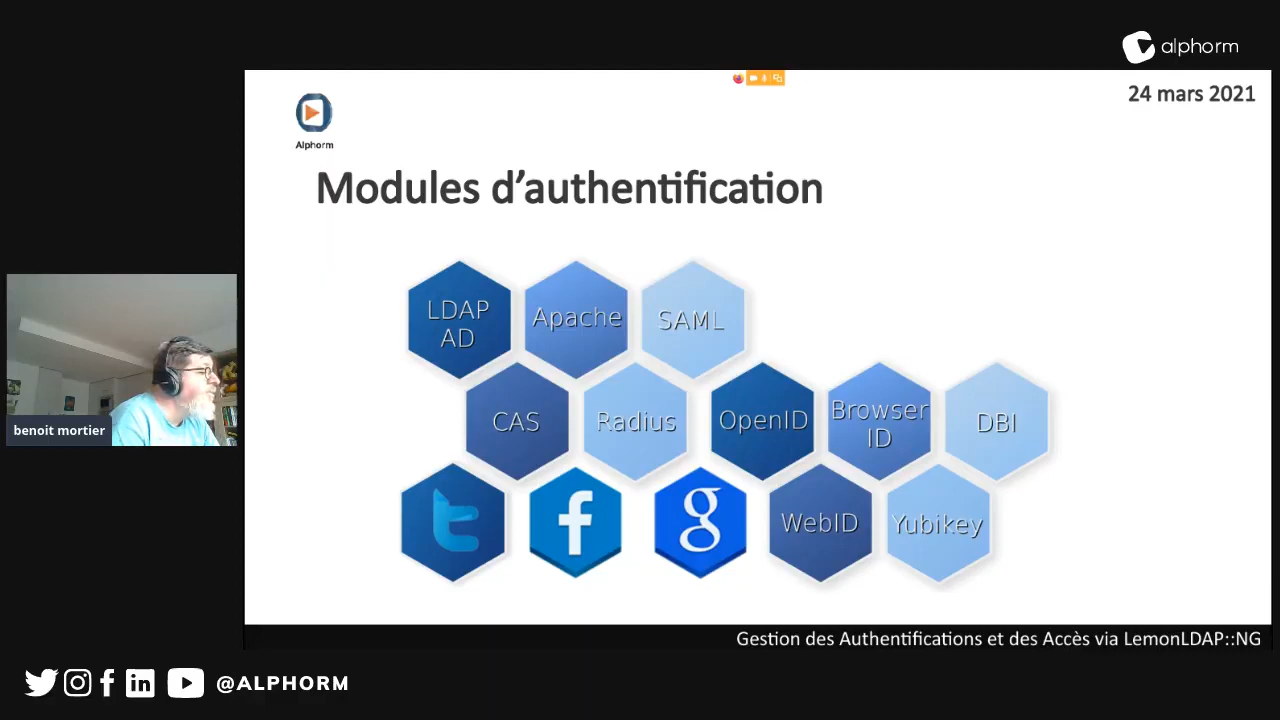 alphorm
24 mars 2021
Alphorm
Modules d’authentification
LDAP
AD
Apache
SAML
CAS
Radius
OpenID
Browser
ID
DBI
WebID
Yubikey
benoit mortier
Gestion des Authentifications et des Accès via LemonLDAP::NG
@ALPHORM